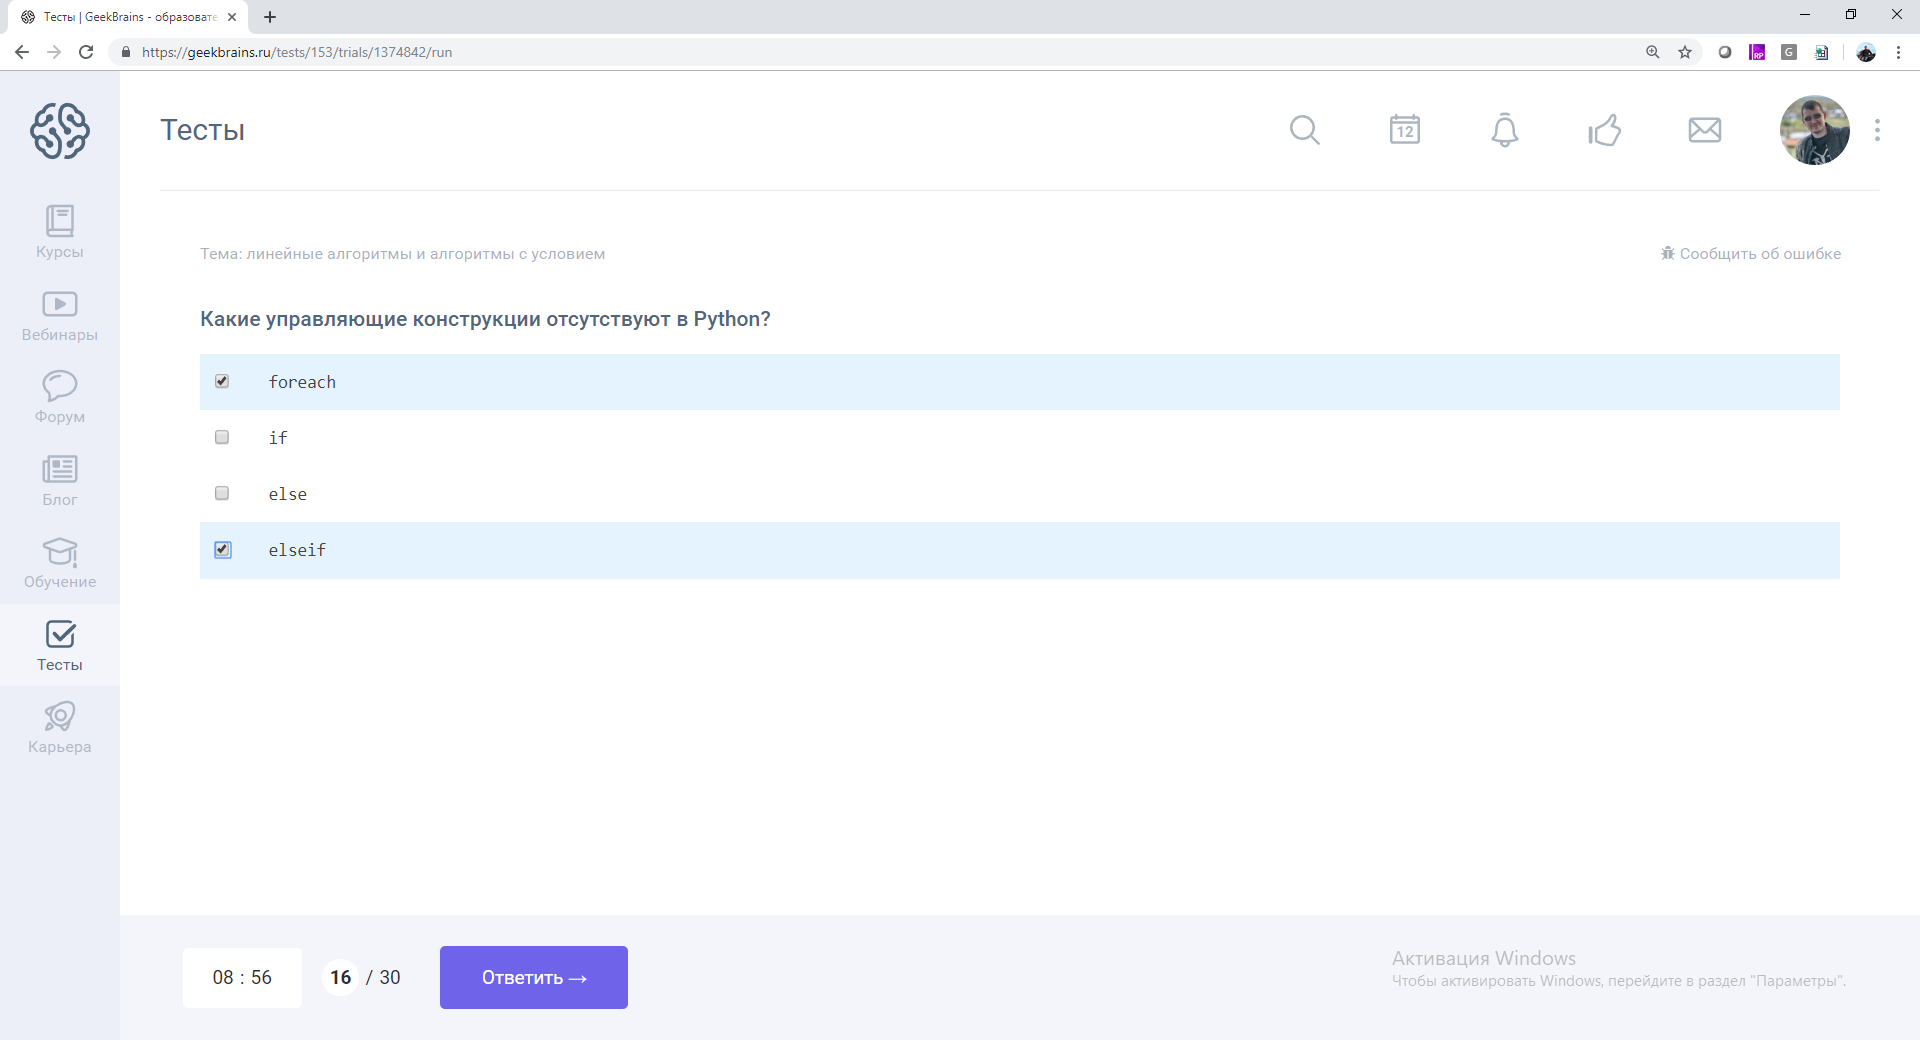 Тесты | GeekBrains - образовате
https://geekbrains.ru/tests/153/trials/1374842/run
RP
G
Тесты
12
Курсы
Вебинары
Форум
Блог
Обучение
Тесты
Карьера
Тема: линейные алгоритмы и алгоритмы с условием
Сообщить об ошибке
Какие управляющие конструкции отсутствуют в Python?
foreach
if
else
elseif
08 : 56
16 / 30
Ответить →
Активация Windows
Чтобы активировать Windows, перейдите в раздел "Параметры".